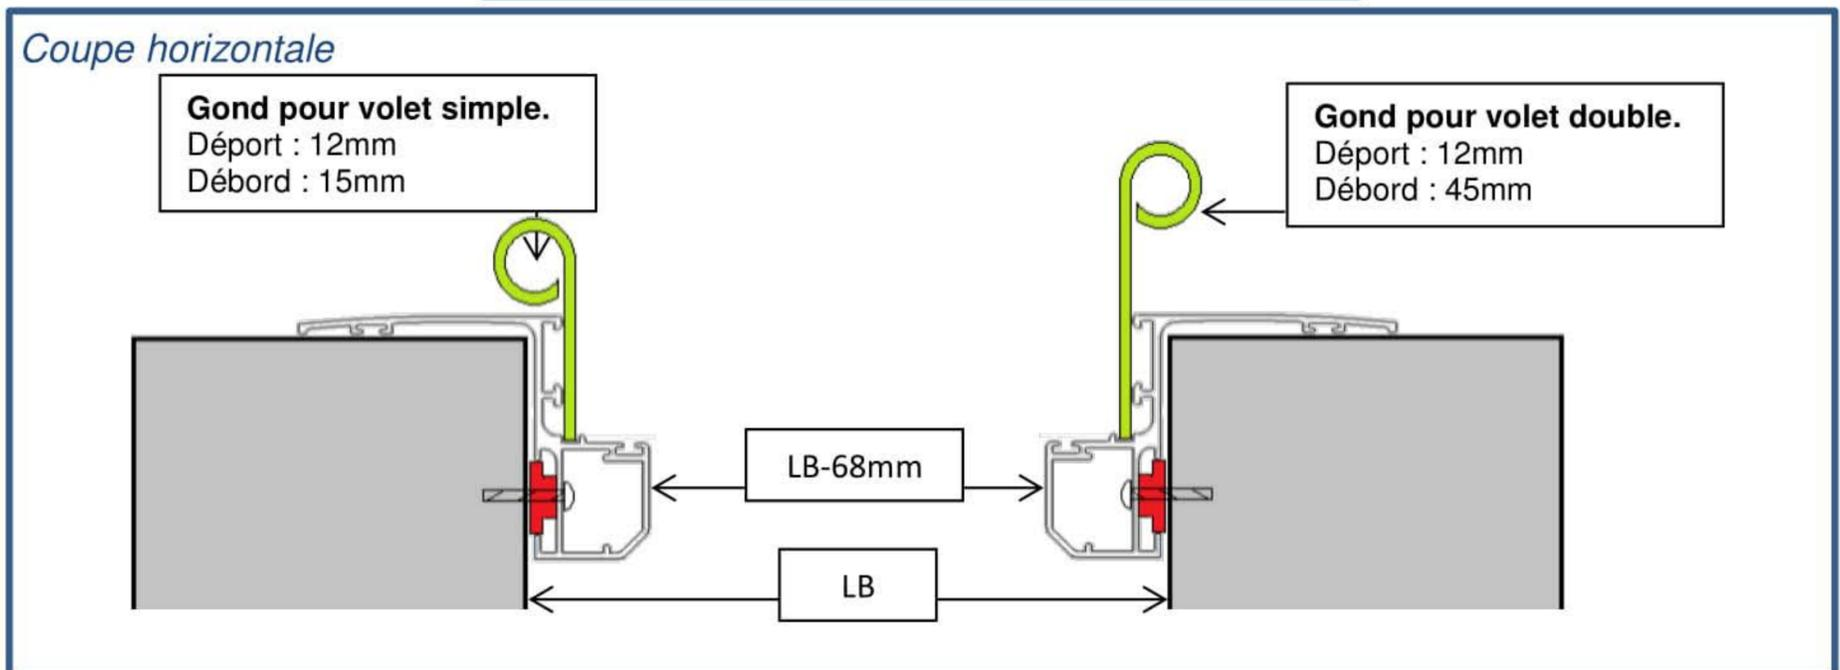 Coupe horizontale
Gond pour volet simple.
Déport : 12mm
Débord : 15mm
Gond pour volet double.
Déport : 12mm
Débord : 45mm
LB-68mm
LB